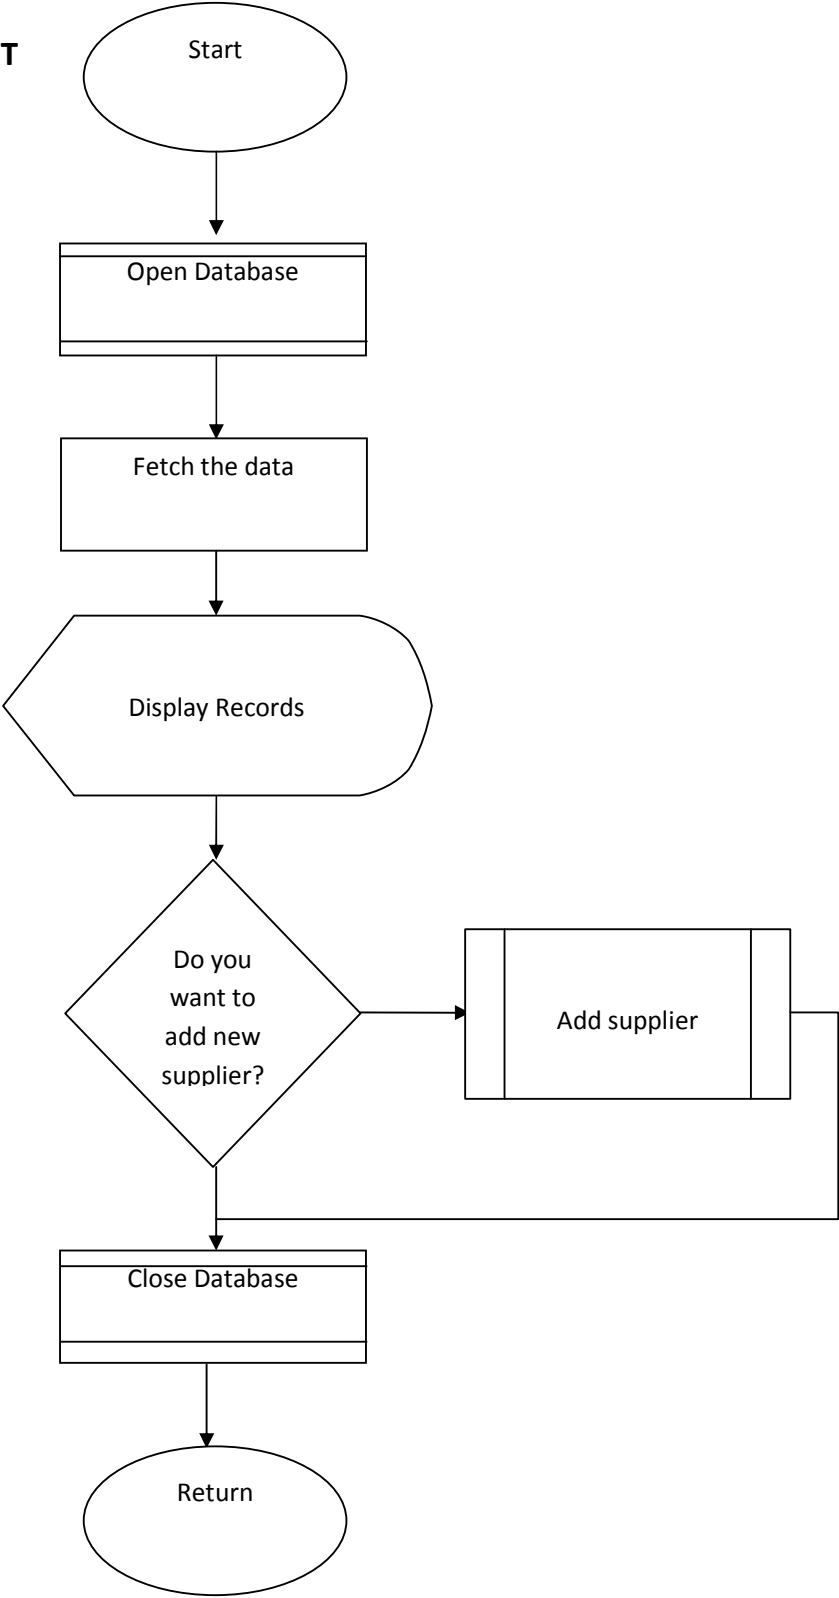 T
Start
Open Database
Fetch the data
Display Records
Do you
want to
add new
supplier?
Add supplier
Close Database
Return